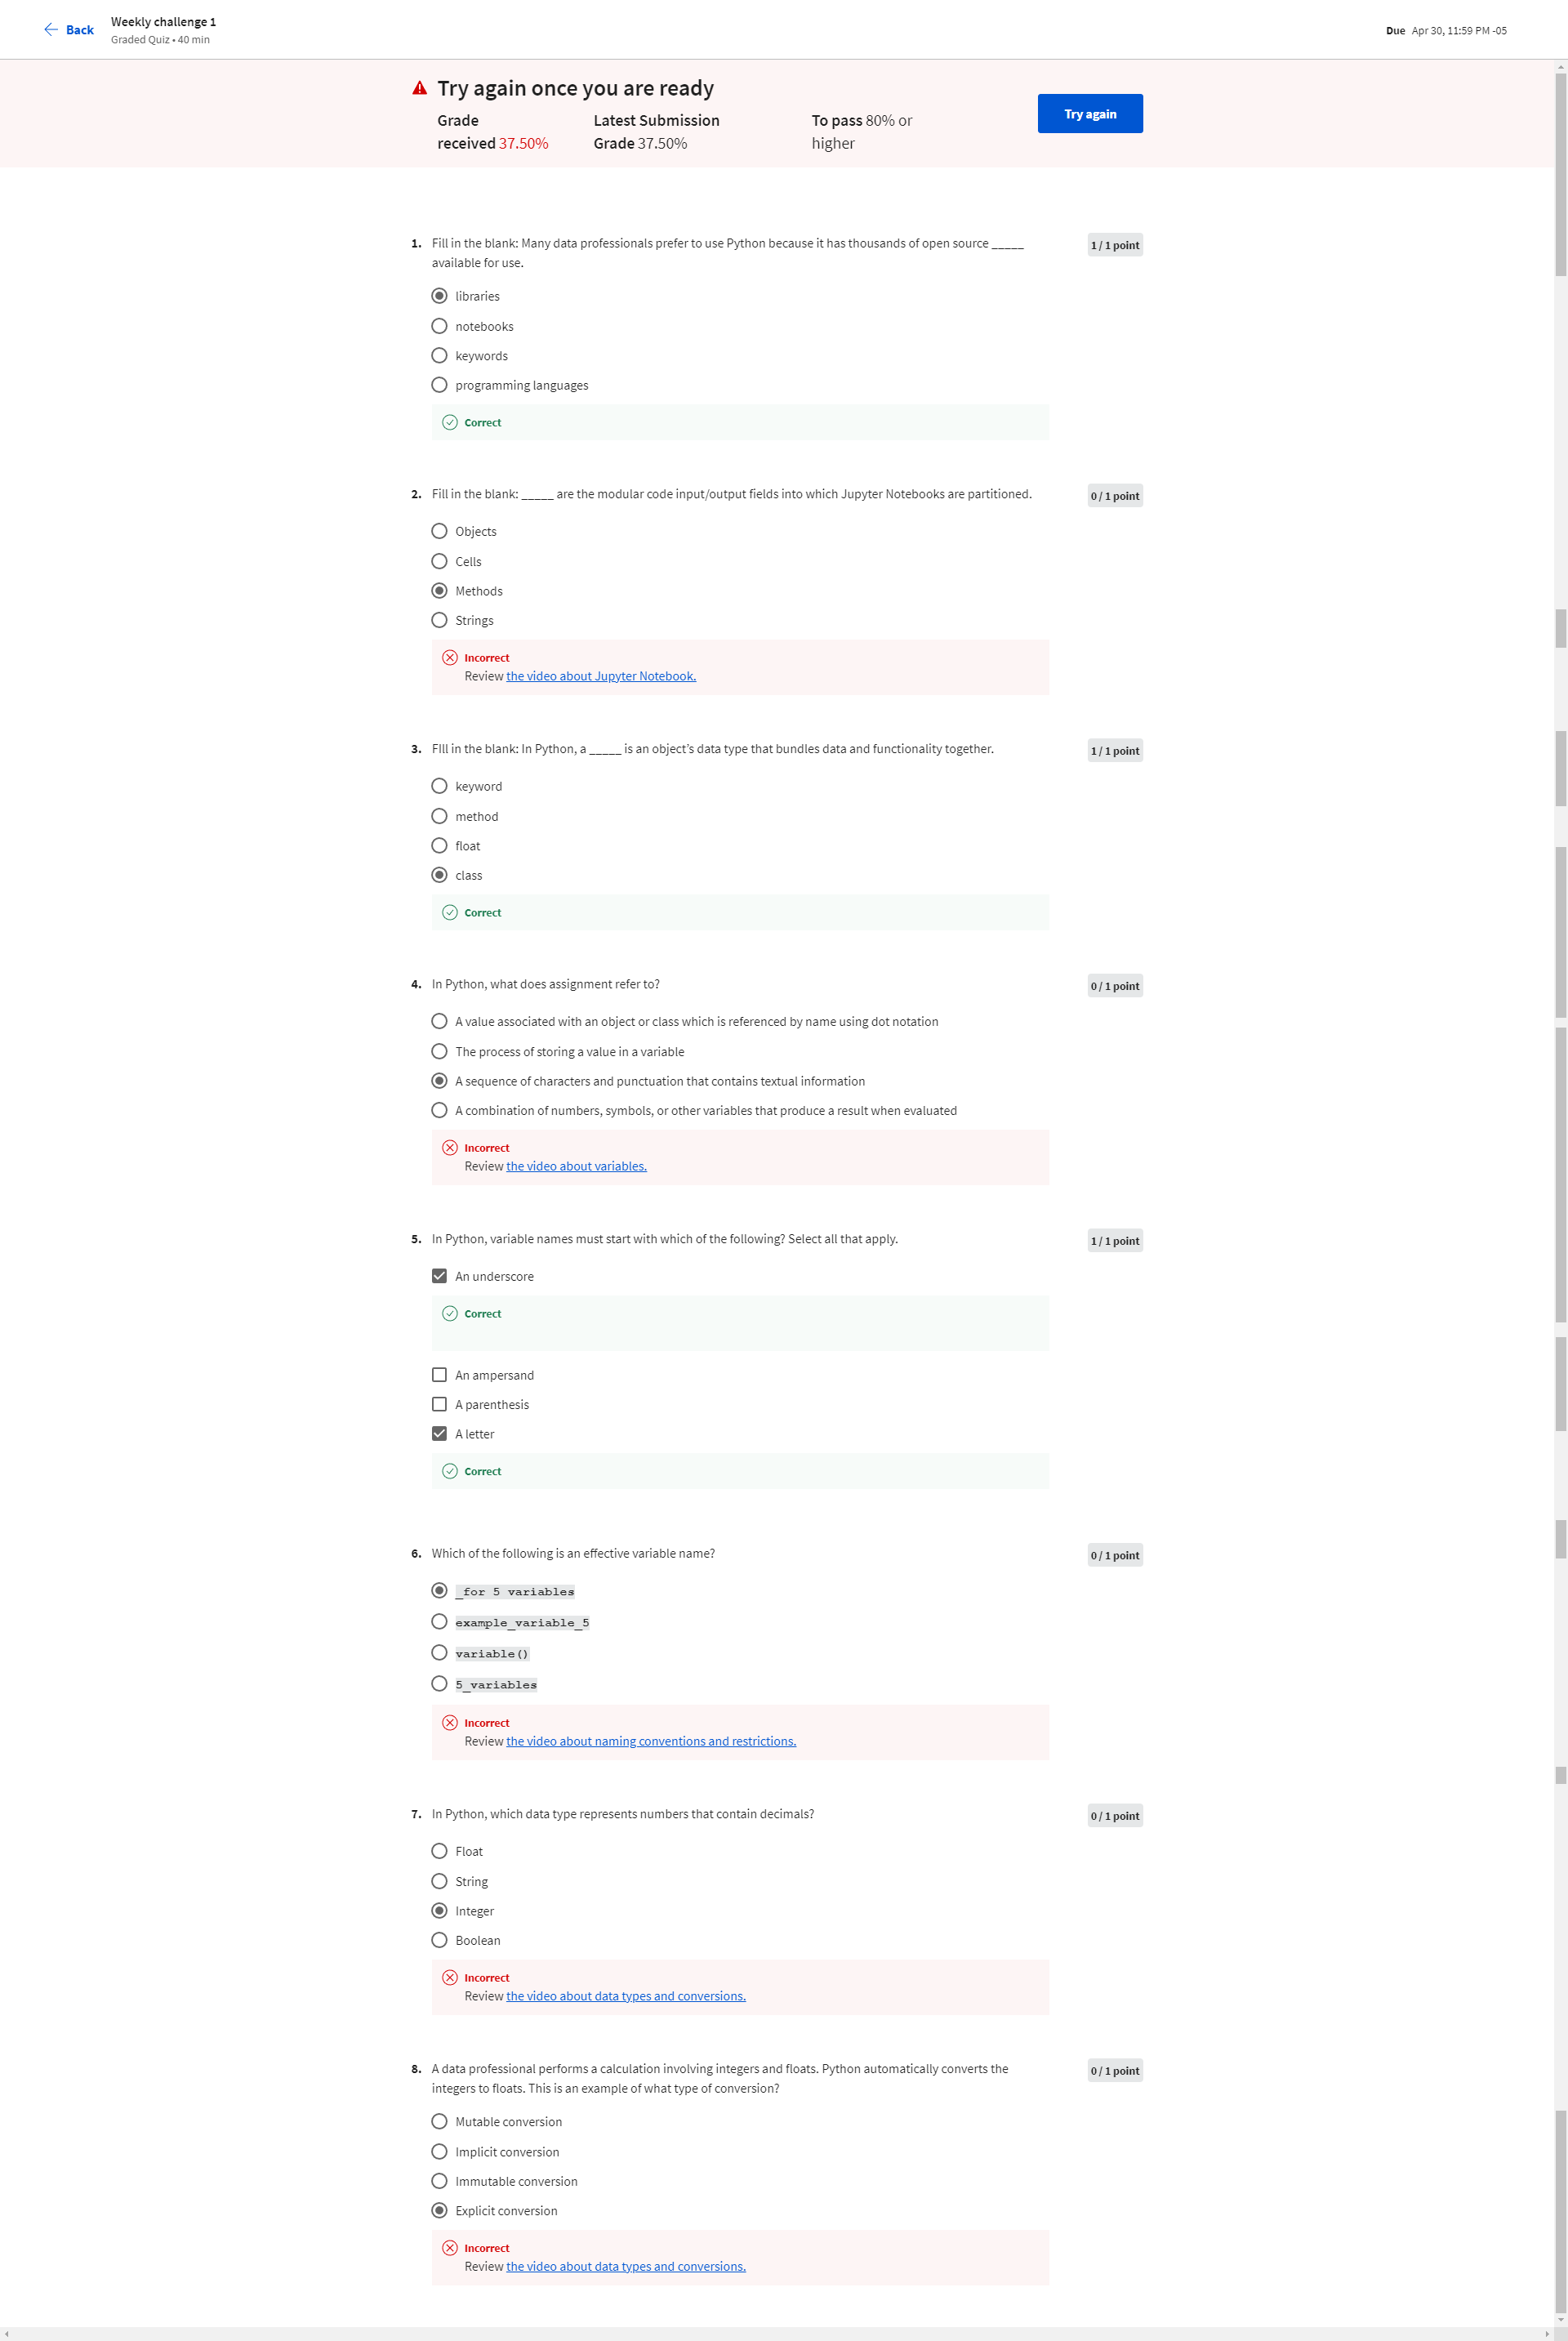 Back
Weekly challenge 1
Graded Quiz • 40 min
Due Apr 30, 11:59 PM -05
Try again once you are ready
Grade
received 37.50%
Latest Submission
Grade 37.50%
To pass 80% or
higher
Try again
1. Fill in the blank: Many data professionals prefer to use Python because it has thousands of open source _____
available for use.
1 / 1 point
libraries
notebooks
keywords
programming languages
Correct
2. Fill in the blank: _____ are the modular code input/output fields into which Jupyter Notebooks are partitioned.
0 / 1 point
Objects
Cells
Methods
Strings
Incorrect
Review the video about Jupyter Notebook.
3. FIll in the blank: In Python, a _____ is an object’s data type that bundles data and functionality together.
1 / 1 point
keyword
method
float
class
Correct
4. In Python, what does assignment refer to?
0 / 1 point
A value associated with an object or class which is referenced by name using dot notation
The process of storing a value in a variable
A sequence of characters and punctuation that contains textual information
A combination of numbers, symbols, or other variables that produce a result when evaluated
Incorrect
Review the video about variables.
5. In Python, variable names must start with which of the following? Select all that apply.
1 / 1 point
An underscore
Correct
An ampersand
A parenthesis
A letter
Correct
6. Which of the following is an effective variable name?
0 / 1 point
_for 5 variables
example_variable_5
variable()
5_variables
Incorrect
Review the video about naming conventions and restrictions.
7. In Python, which data type represents numbers that contain decimals?
0 / 1 point
Float
String
Integer
Boolean
Incorrect
Review the video about data types and conversions.
8. A data professional performs a calculation involving integers and floats. Python automatically converts the
integers to floats. This is an example of what type of conversion?
0 / 1 point
Mutable conversion
Implicit conversion
Immutable conversion
Explicit conversion
Incorrect
Review the video about data types and conversions.